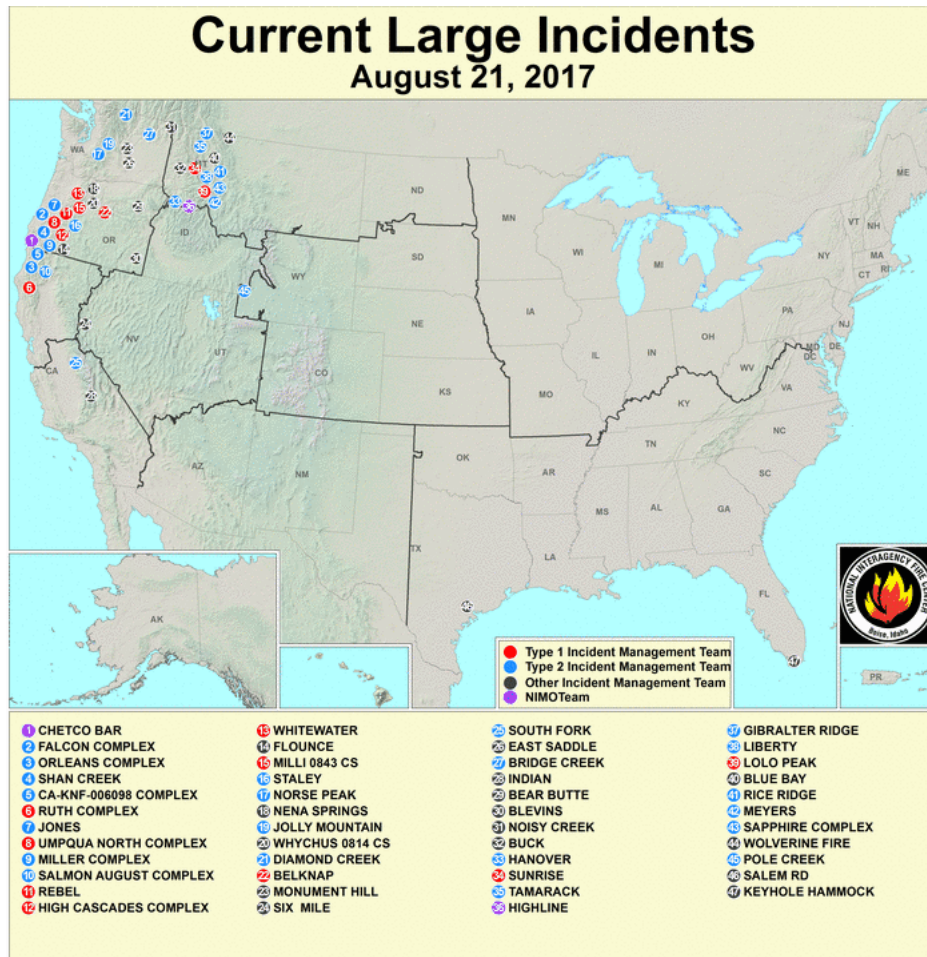 Current Large Incidents
August 21, 2017
WA
MT
ND
MN
ME
VT
NH
OR
ID
SD
WI
MI
NY
MA
CT
RI
WY
IA
PA
NJ
NV
UT
NE
IL
IN
OH
MD
DE
DC
CA
CO
KS
MO
WV
VA
KY
AZ
NM
OK
AR
TN
NC
SC
MS
AL
GA
TX
LA
FL
AK
PR
NATIONAL INTERAGENCY FIRE CENTER
Boise, Idaho
Type 1 Incident Management Team
Type 2 Incident Management Team
Other Incident Management Team
NIMOTeam
1 CHETCO BAR
2 FALCON COMPLEX
3 ORLEANS COMPLEX
4 SHAN CREEK
5 CA-KNF-006098 COMPLEX
6 RUTH COMPLEX
7 JONES
8 UMPQUA NORTH COMPLEX
9 MILLER COMPLEX
10 SALMON AUGUST COMPLEX
11 REBEL
12 HIGH CASCADES COMPLEX
13 WHITEWATER
14 FLOUNCE
15 MILLI 0843 CS
16 STALEY
17 NORSE PEAK
18 NENA SPRINGS
19 JOLLY MOUNTAIN
20 WHYCHUS 0814 CS
21 DIAMOND CREEK
22 BELKNAP
23 MONUMENT HILL
24 SIX MILE
25 SOUTH FORK
26 EAST SADDLE
27 BRIDGE CREEK
28 INDIAN
29 BEAR BUTTE
30 BLEVINS
31 NOISY CREEK
32 BUCK
33 HANOVER
34 SUNRISE
35 TAMARACK
36 HIGHLINE
37 GIBRALTER RIDGE
38 LIBERTY
39 LOLO PEAK
40 BLUE BAY
41 RICE RIDGE
42 MEYERS
43 SAPPHIRE COMPLEX
44 WOLVERINE FIRE
45 POLE CREEK
46 SALEM RD
47 KEYHOLE HAMMOCK